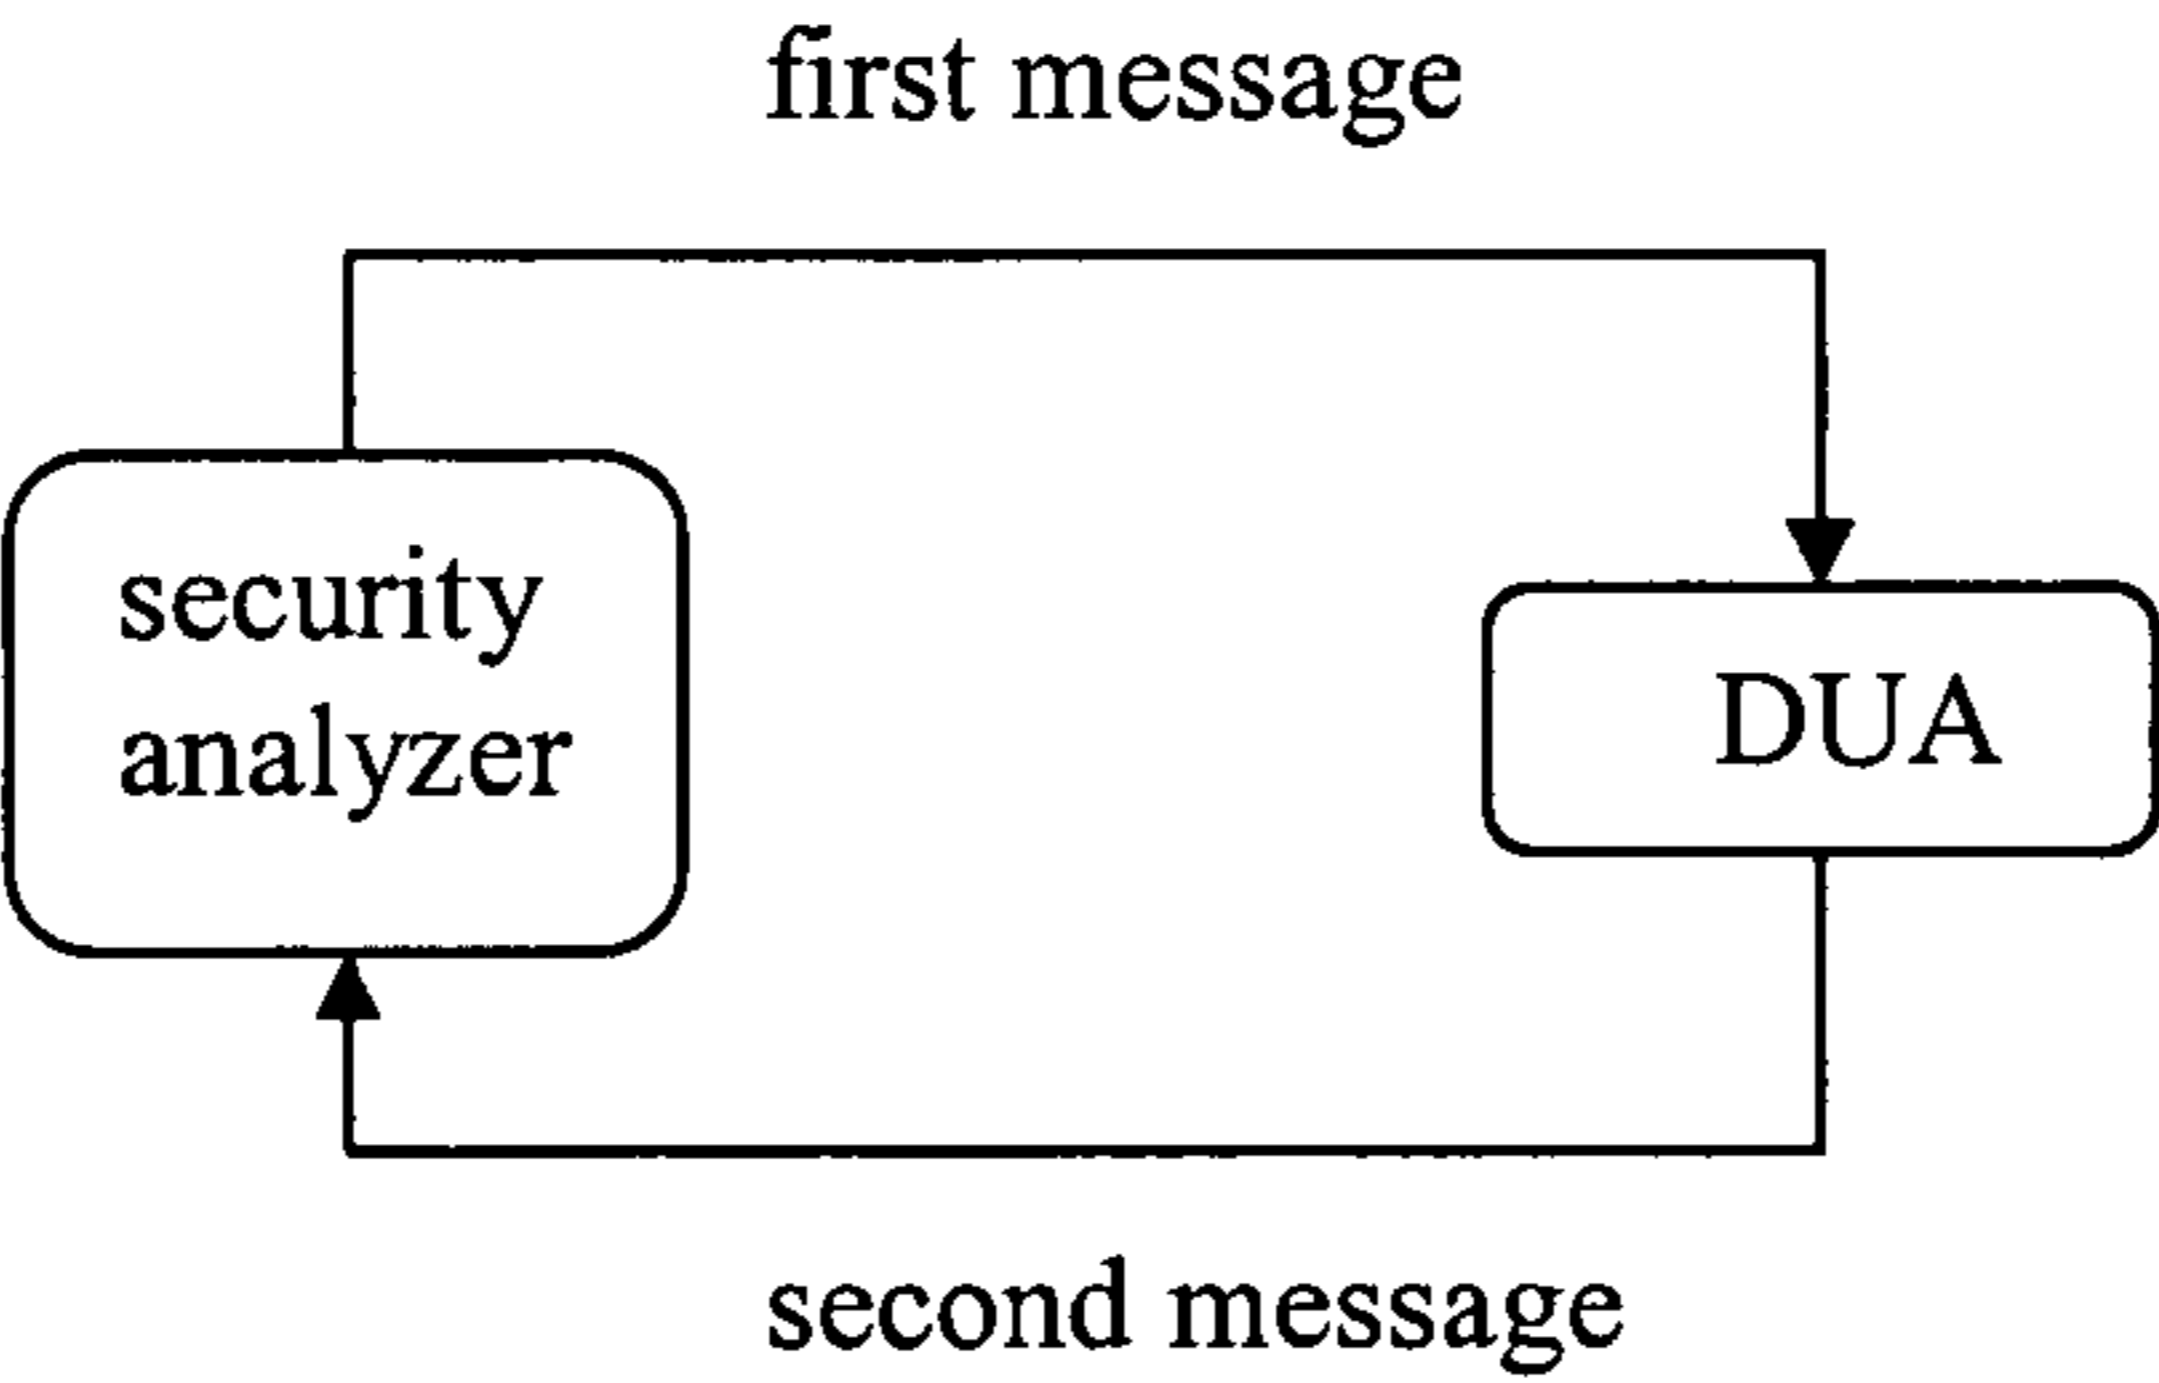 first message
security
analyzer
DUA
second message